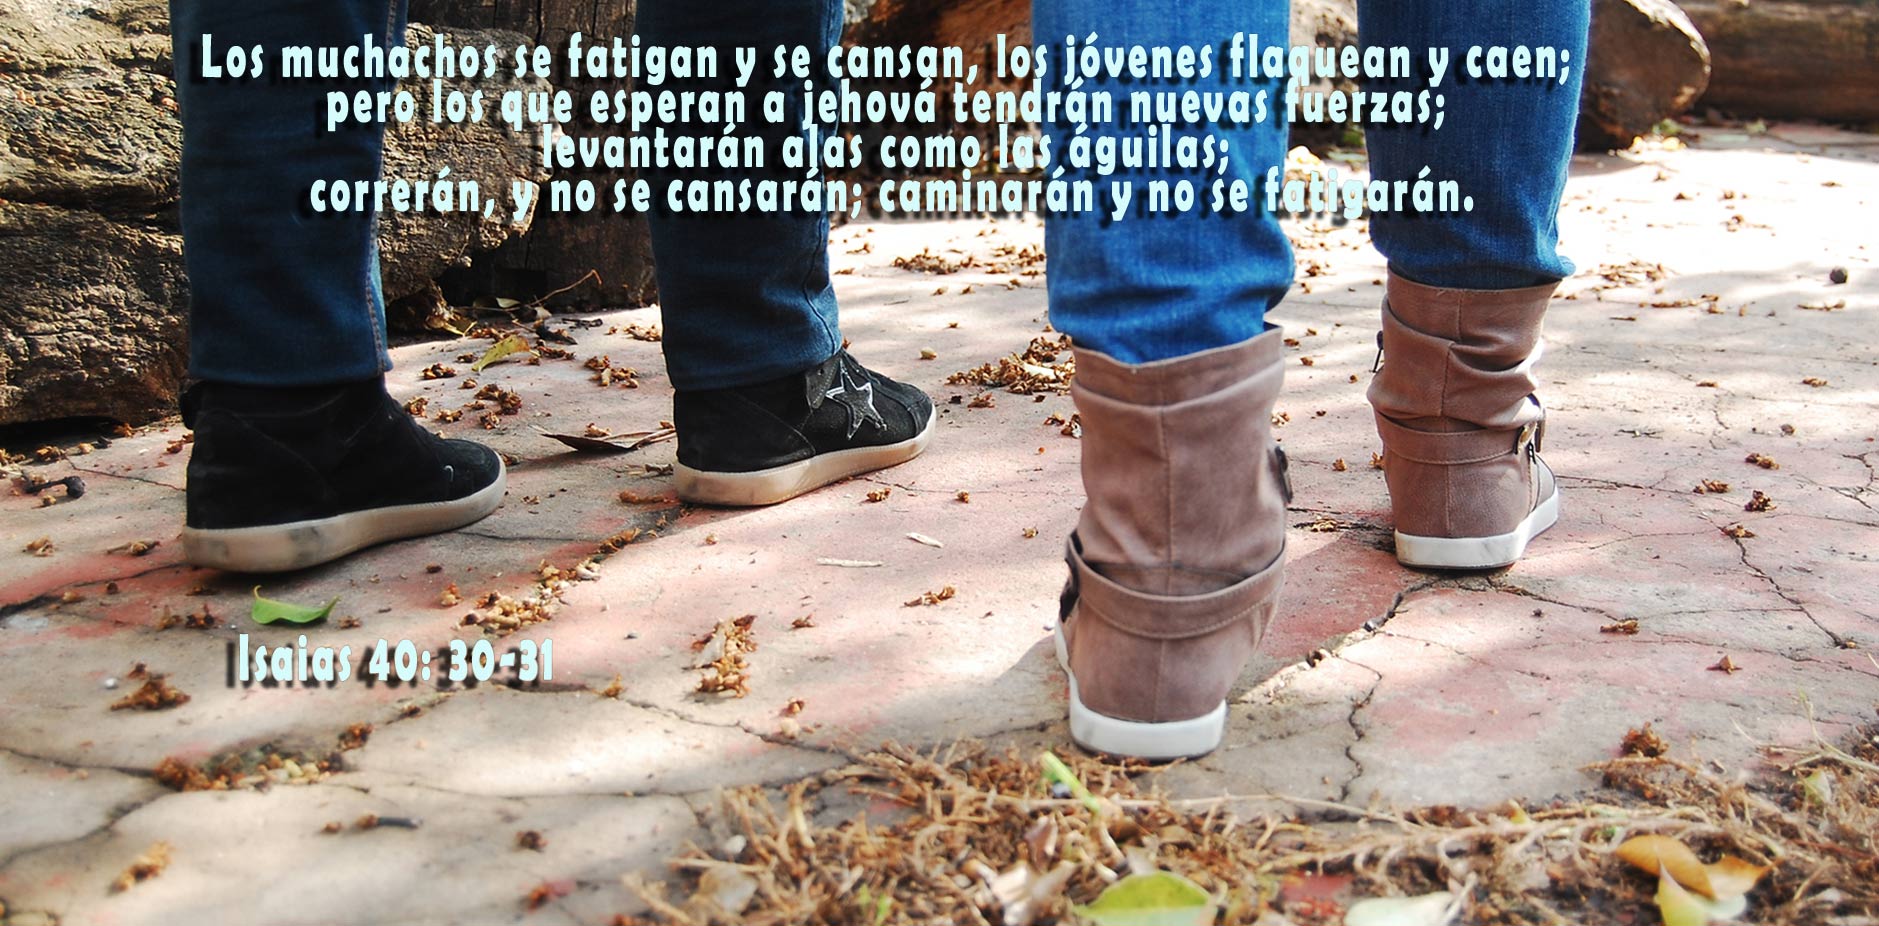 Los muchachos se fatigan y se cansan, los jóvenes flaquean y caen;
pero los que esperan a jehová tendrán nuevas fuerzas;
levantarán alas como las águilas;
correrán, y no se cansarán; caminarán y no se fatigarán.
Isaias 40: 30-31